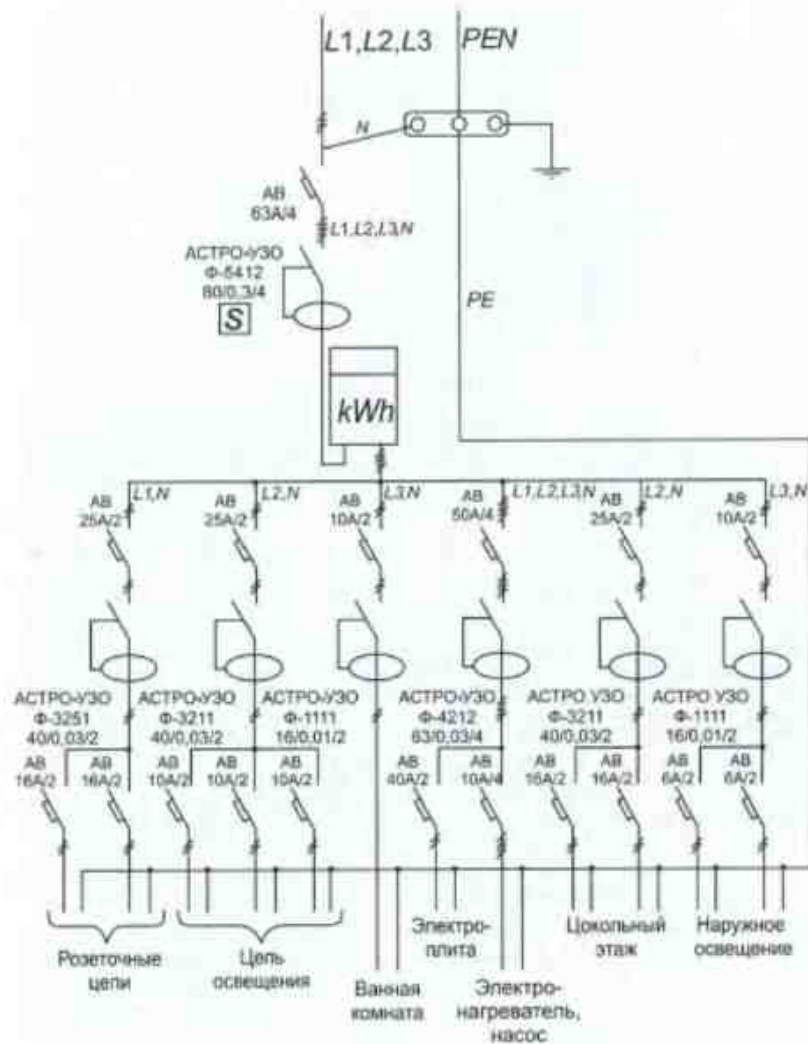 L1,L2,L3
PEN
N
АВ
63А/4
L1,L2,L3,N
АСТРО-УЗО
Ф-5412
80/0,3/4
S
PE
kWh
АВ
25А/2
L1,N
АВ
25А/2
L2,N
АВ
10А/2
L3,N
АВ
50А/4
L1,L2,L3,N
АВ
25А/2
L2,N
АВ
10А/2
L3,N
АСТРО-УЗО
Ф-3251
40/0,03/2
АСТРО-УЗО
Ф-3211
40/0,03/2
АСТРО-УЗО
Ф-1111
16/0,01/2
АСТРО-УЗО
Ф-4212
63/0,03/4
АСТРО УЗО
Ф-3211
40/0,03/2
АСТРО УЗО
Ф-1111
16/0,01/2
АВ
16А/2
АВ
16А/2
АВ
10А/2
АВ
10А/2
АВ
10А/2
АВ
40А/2
АВ
10А/4
АВ
16А/2
АВ
16А/2
АВ
6А/2
АВ
6А/2
Розеточные
цепи
Цель
освещения
Ванная
комната
Электро-
плита
Электро-
нагреватель,
насос
Цокольный
этаж
Наружное
освещение